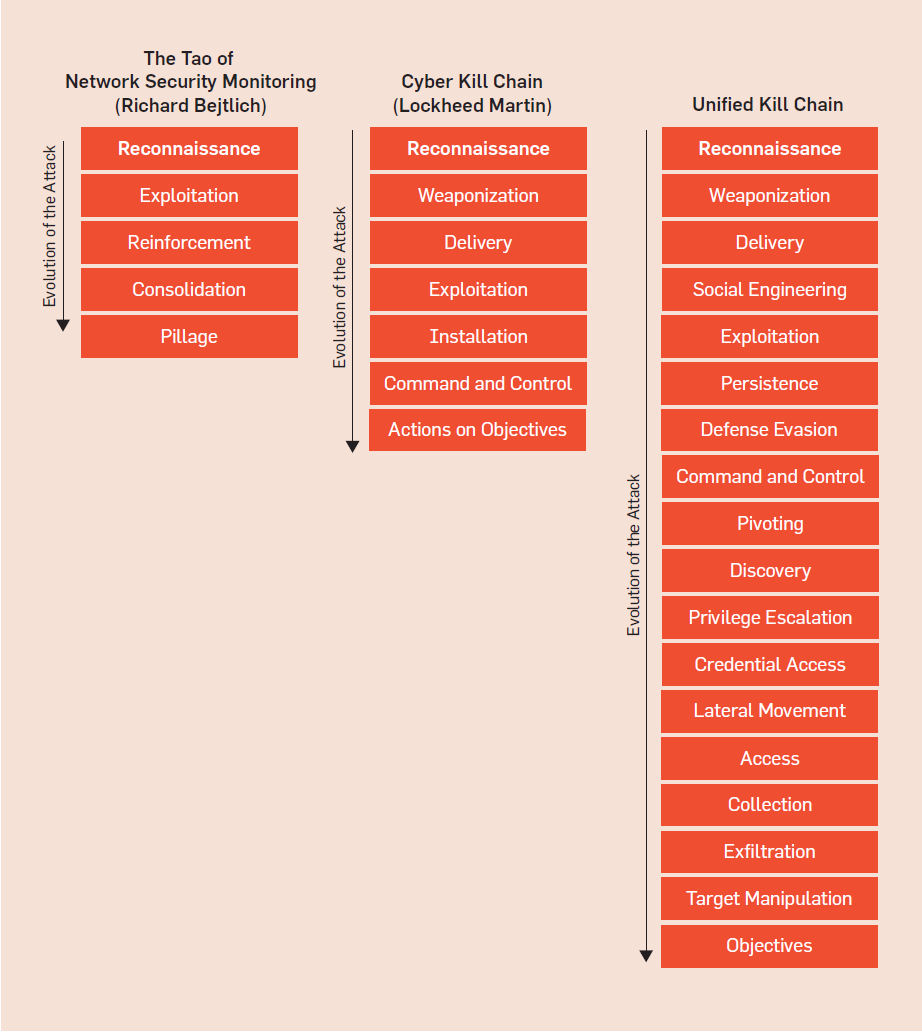 The Tao of
Network Security Monitoring
(Richard Bejtlich)
Evolution of the Attack
Reconnaissance
Exploitation
Reinforcement
Consolidation
Pillage
Cyber Kill Chain
(Lockheed Martin)
Evolution of the Attack
Reconnaissance
Weaponization
Delivery
Exploitation
Installation
Command and Control
Actions on Objectives
Unified Kill Chain
Evolution of the Attack
Reconnaissance
Weaponization
Delivery
Social Engineering
Exploitation
Persistence
Defense Evasion
Command and Control
Pivoting
Discovery
Privilege Escalation
Credential Access
Lateral Movement
Access
Collection
Exfiltration
Target Manipulation
Objectives